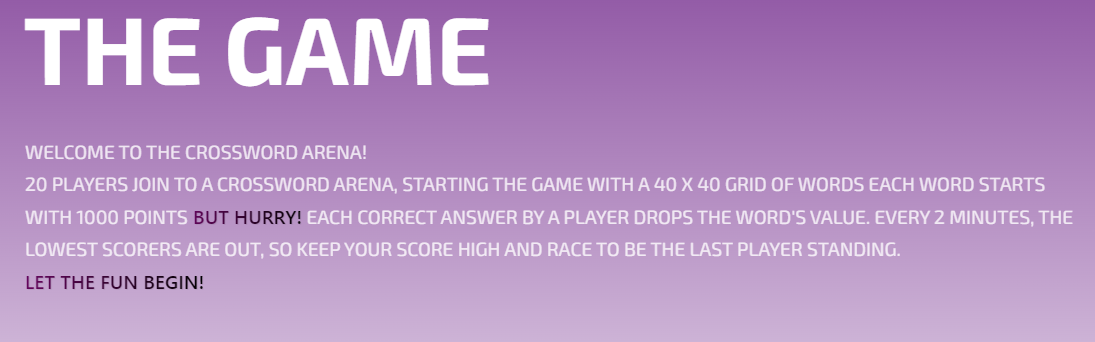 THE GAME
WELCOME TO THE CROSSWORD ARENA!
20 PLAYERS JOIN TO A CROSSWORD ARENA, STARTING THE GAME WITH A 40 X 40 GRID OF WORDS EACH WORD STARTS
WITH 1000 POINTS BUT HURRY! EACH CORRECT ANSWER BY A PLAYER DROPS THE WORD'S VALUE. EVERY 2 MINUTES, THE
LOWEST SCORERS ARE OUT, SO KEEP YOUR SCORE HIGH AND RACE TO BE THE LAST PLAYER STANDING.
LET THE FUN BEGIN!